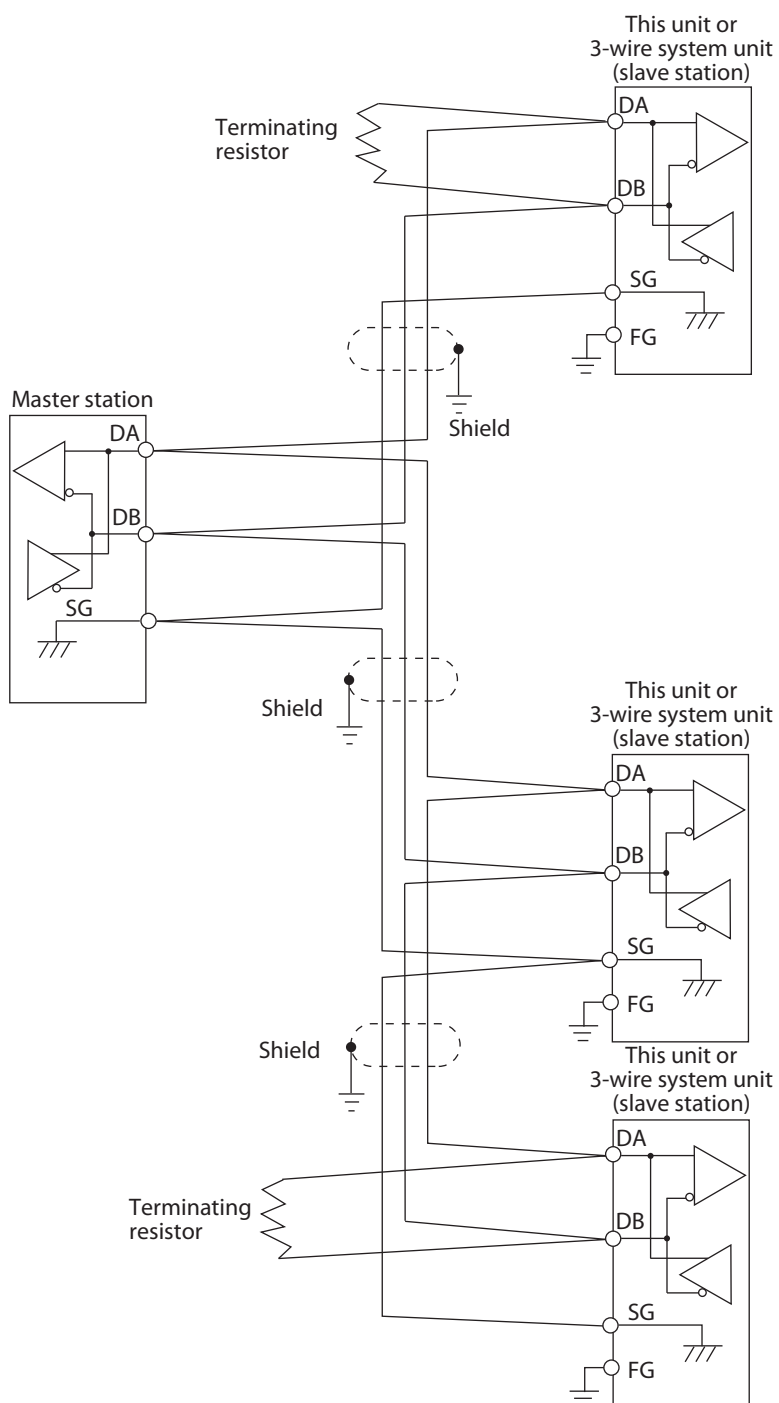 This unit or
3-wire system unit
(slave station)
DA
Terminating
resistor
DB
SG
FG
Shield
Master station
DA
DB
SG
Shield
This unit or
3-wire system unit
(slave station)
DA
DB
SG
FG
Shield
This unit or
3-wire system unit
(slave station)
DA
Terminating
resistor
DB
SG
FG